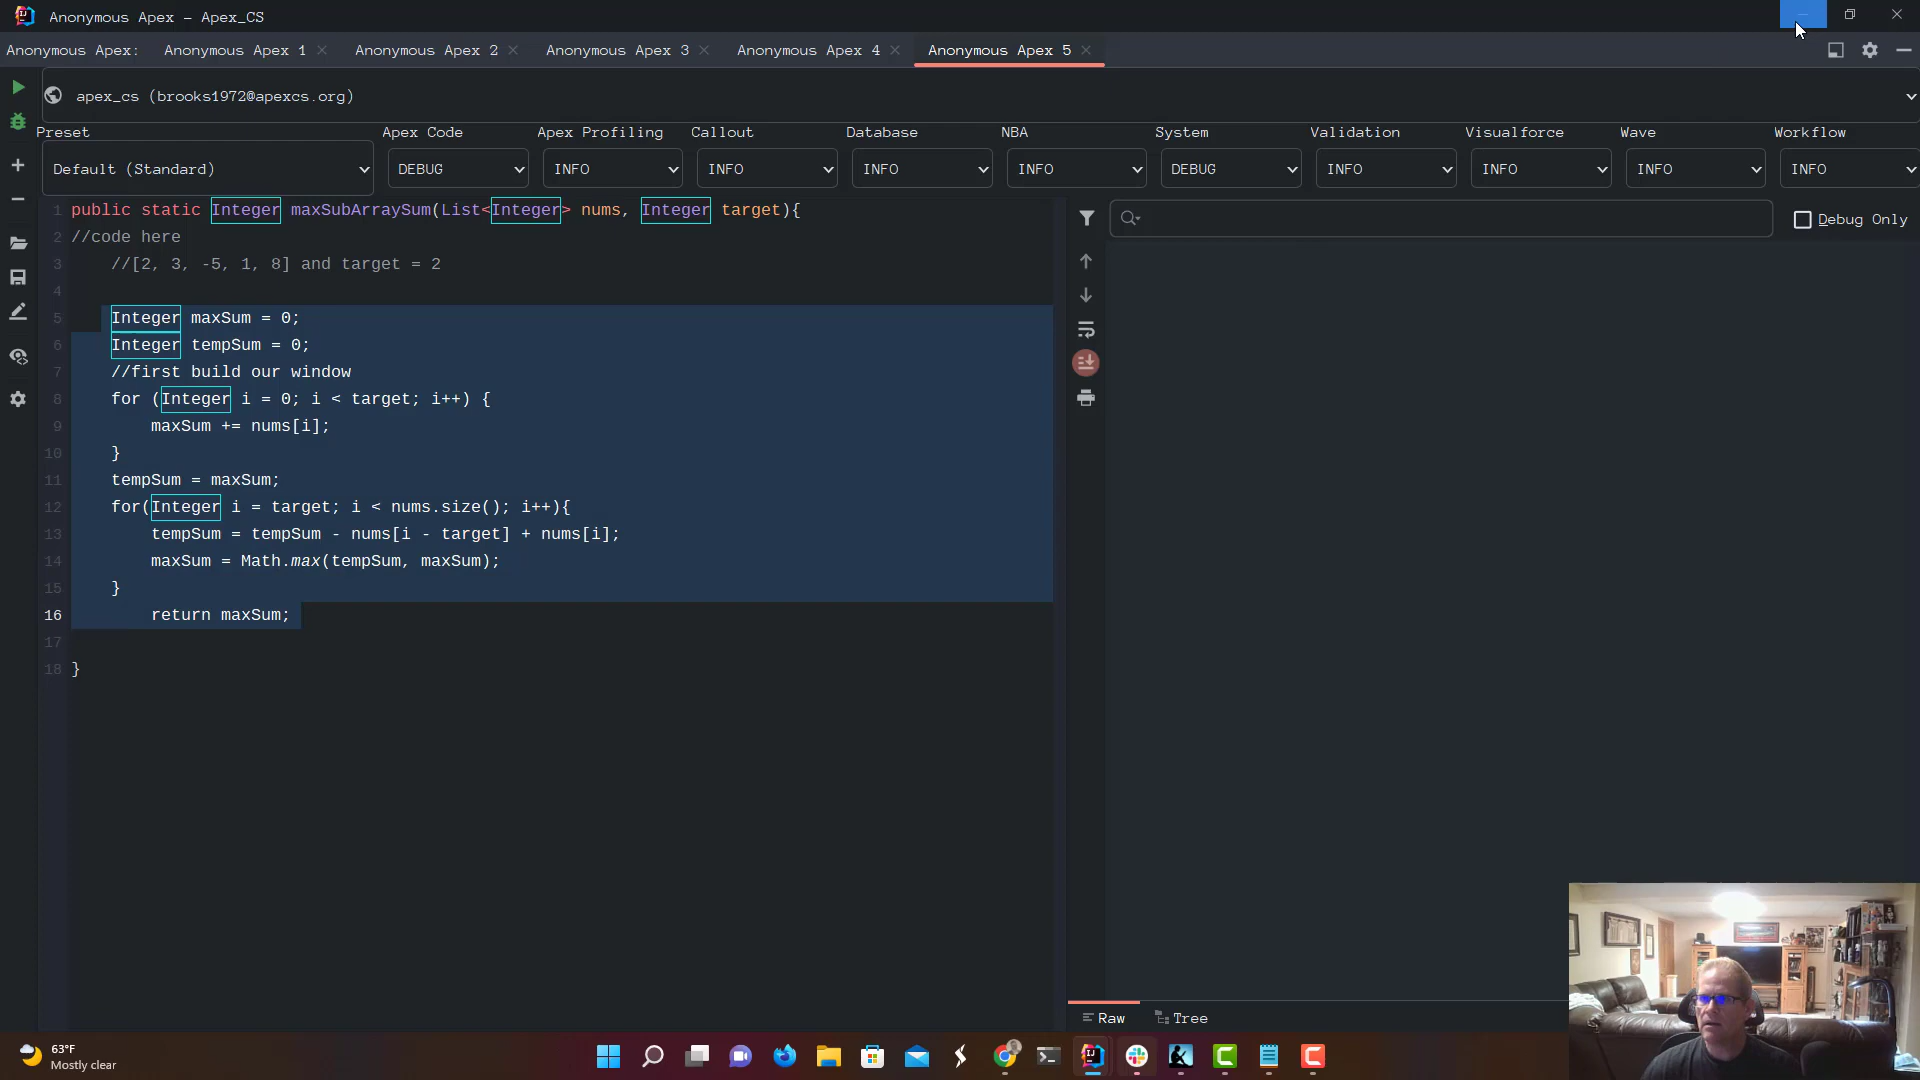 Anonymous Apex – Apex_CS
Anonymous Apex: Anonymous Apex 1 Anonymous Apex 2 Anonymous Apex 3 Anonymous Apex 4 Anonymous Apex 5
apex_cs (brooks1972@apexcs.org)
Preset Apex Code Apex Profiling Callout Database NBA System Validation Visualforce Wave Workflow
Default (Standard) DEBUG INFO INFO INFO INFO DEBUG INFO INFO INFO INFO
1 public static Integer maxSubArraySum(List<Integer> nums, Integer target){
Debug Only
2 //code here
3 //[2, 3, -5, 1, 8] and target = 2
4
5 Integer maxSum = 0;
6 Integer tempSum = 0;
7 //first build our window
8 for (Integer i = 0; i < target; i++) {
9 maxSum += nums[i];
10 }
11 tempSum = maxSum;
12 for(Integer i = target; i < nums.size(); i++){
13 tempSum = tempSum - nums[i - target] + nums[i];
14 maxSum = Math.max(tempSum, maxSum);
15 }
16 return maxSum;
17
18 }
Raw Tree
63°F
Mostly clear